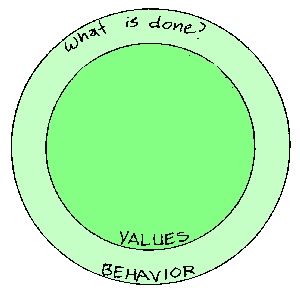 What is done?
VALUES
BEHAVIOR